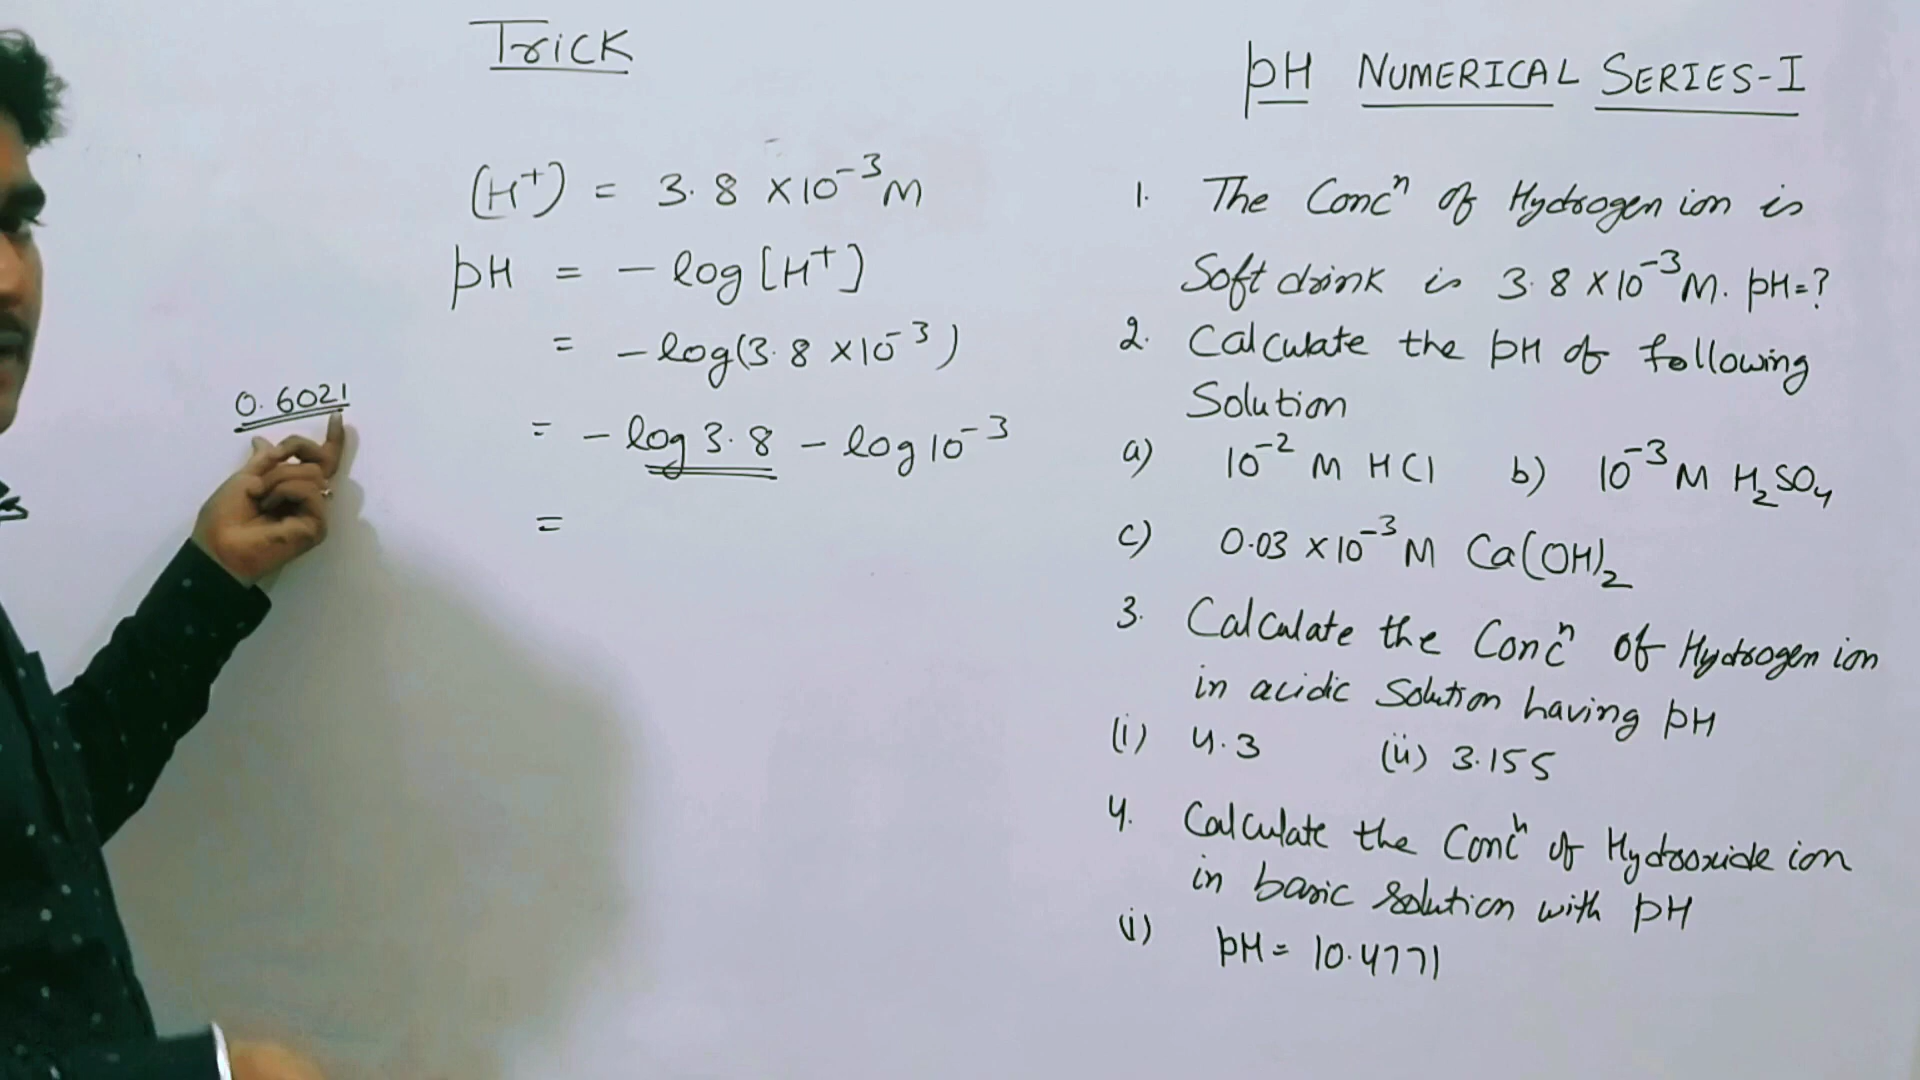 Trick
(H⁺) = 3.8 × 10⁻³ M
pH = − log [H⁺]
= − log(3.8 × 10⁻³)
0.6021
= − log 3.8 − log 10⁻³
=
pH NUMERICAL SERIES-I
1. The Concⁿ of Hydrogen ion is
Soft drink is 3.8 × 10⁻³ M. pH=?
2. Calculate the pH of following
Solution
a) 10⁻² M HCl b) 10⁻³ M H₂SO₄
c) 0.03 × 10⁻³ M Ca(OH)₂
3. Calculate the Concⁿ of Hydrogen ion
in acidic Solution having pH
(i) 4.3 (ii) 3.155
4. Calculate the Concⁿ of Hydrooxide ion
in basic solution with pH
(i) pH = 10.4771